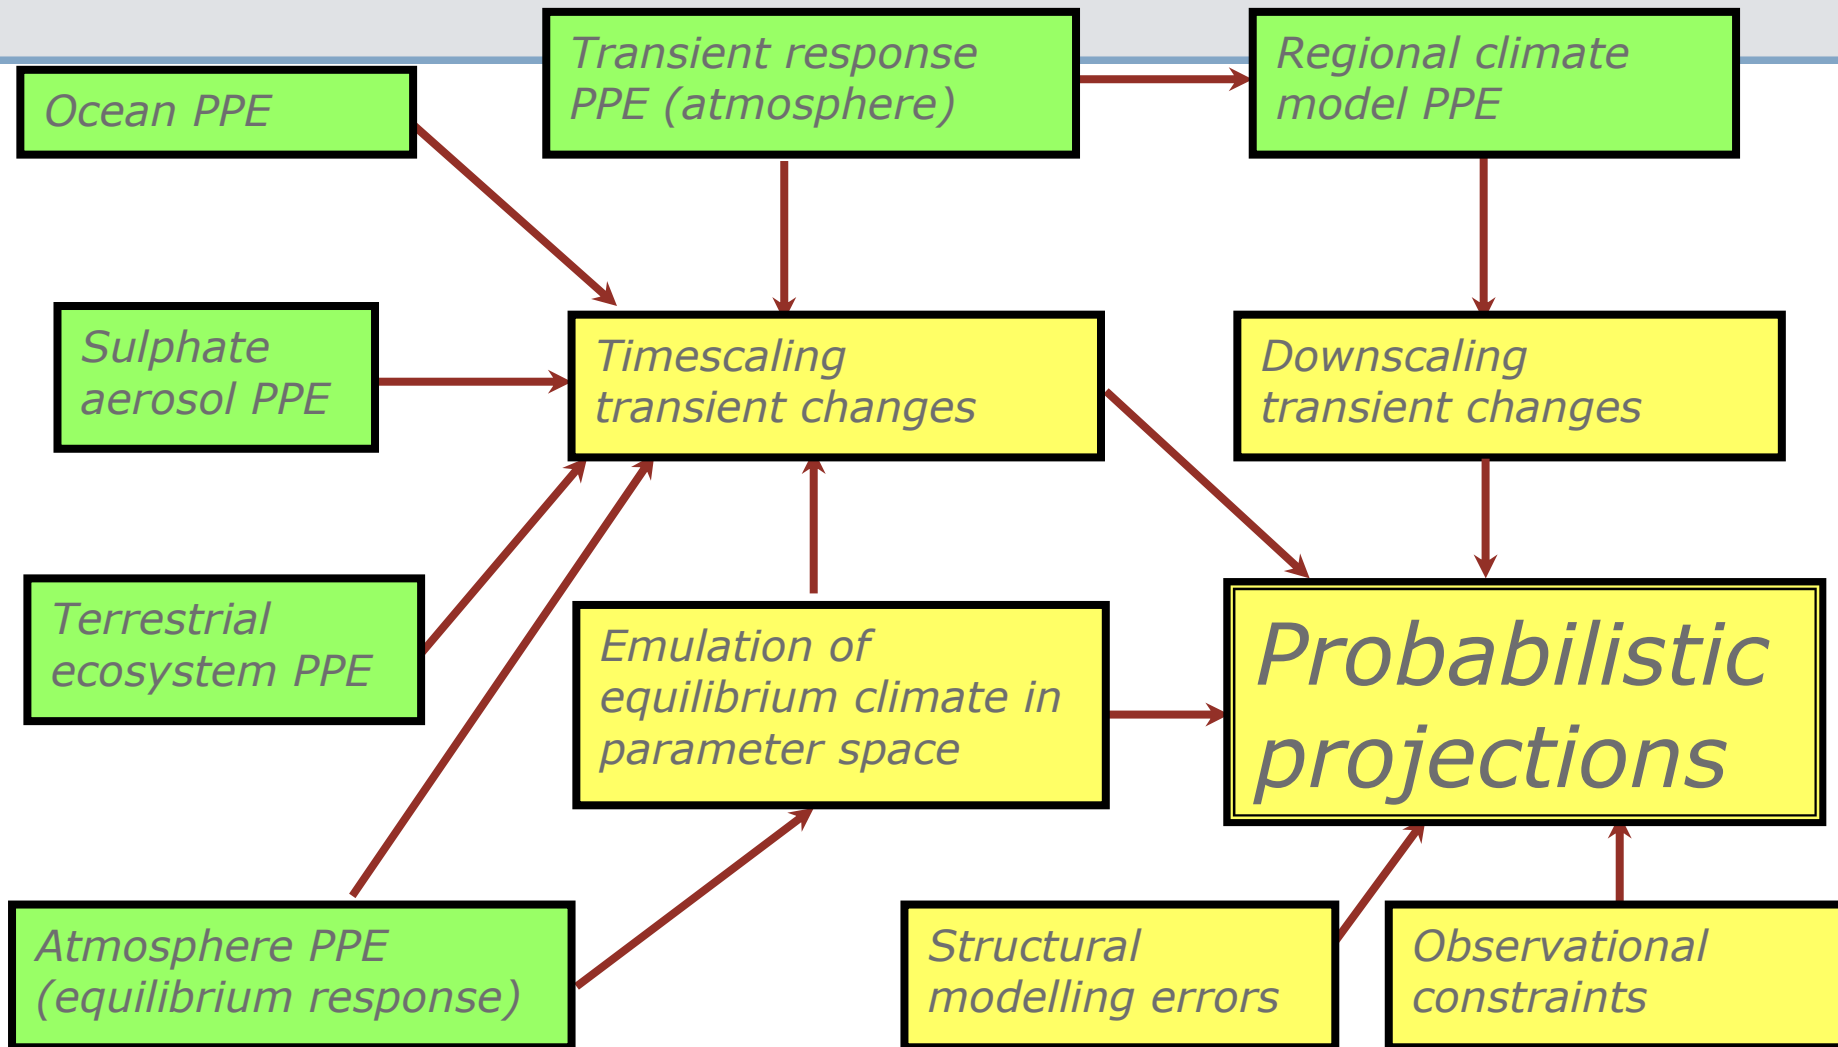 Transient response
PPE (atmosphere)
Regional climate
model PPE
Ocean PPE
Sulphate
aerosol PPE
Timescaling
transient changes
Downscaling
transient changes
Terrestrial
ecosystem PPE
Emulation of
equilibrium climate in
parameter space
Probabilistic
projections
Atmosphere PPE
(equilibrium response)
Structural
modelling errors
Observational
constraints